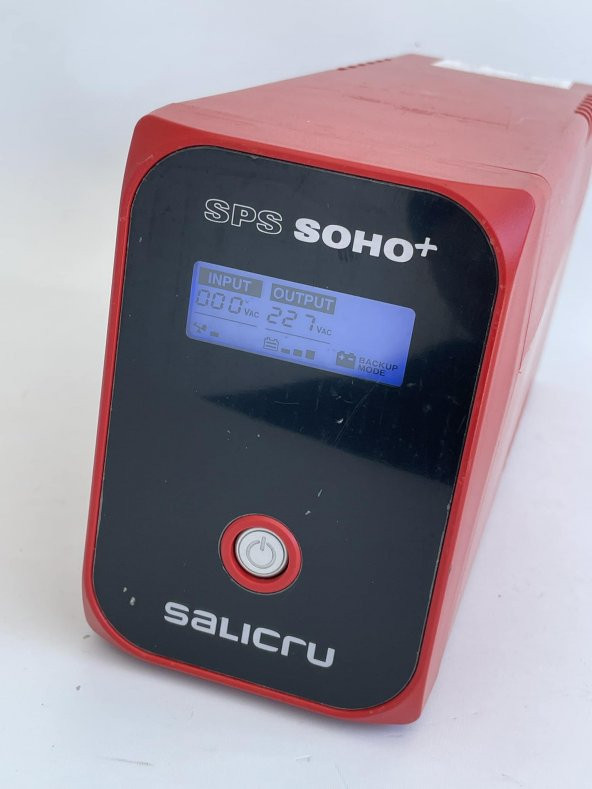 SPS SOHO+
INPUT OUTPUT
000 VAC 227 VAC
BACKUP
MODE
salicru